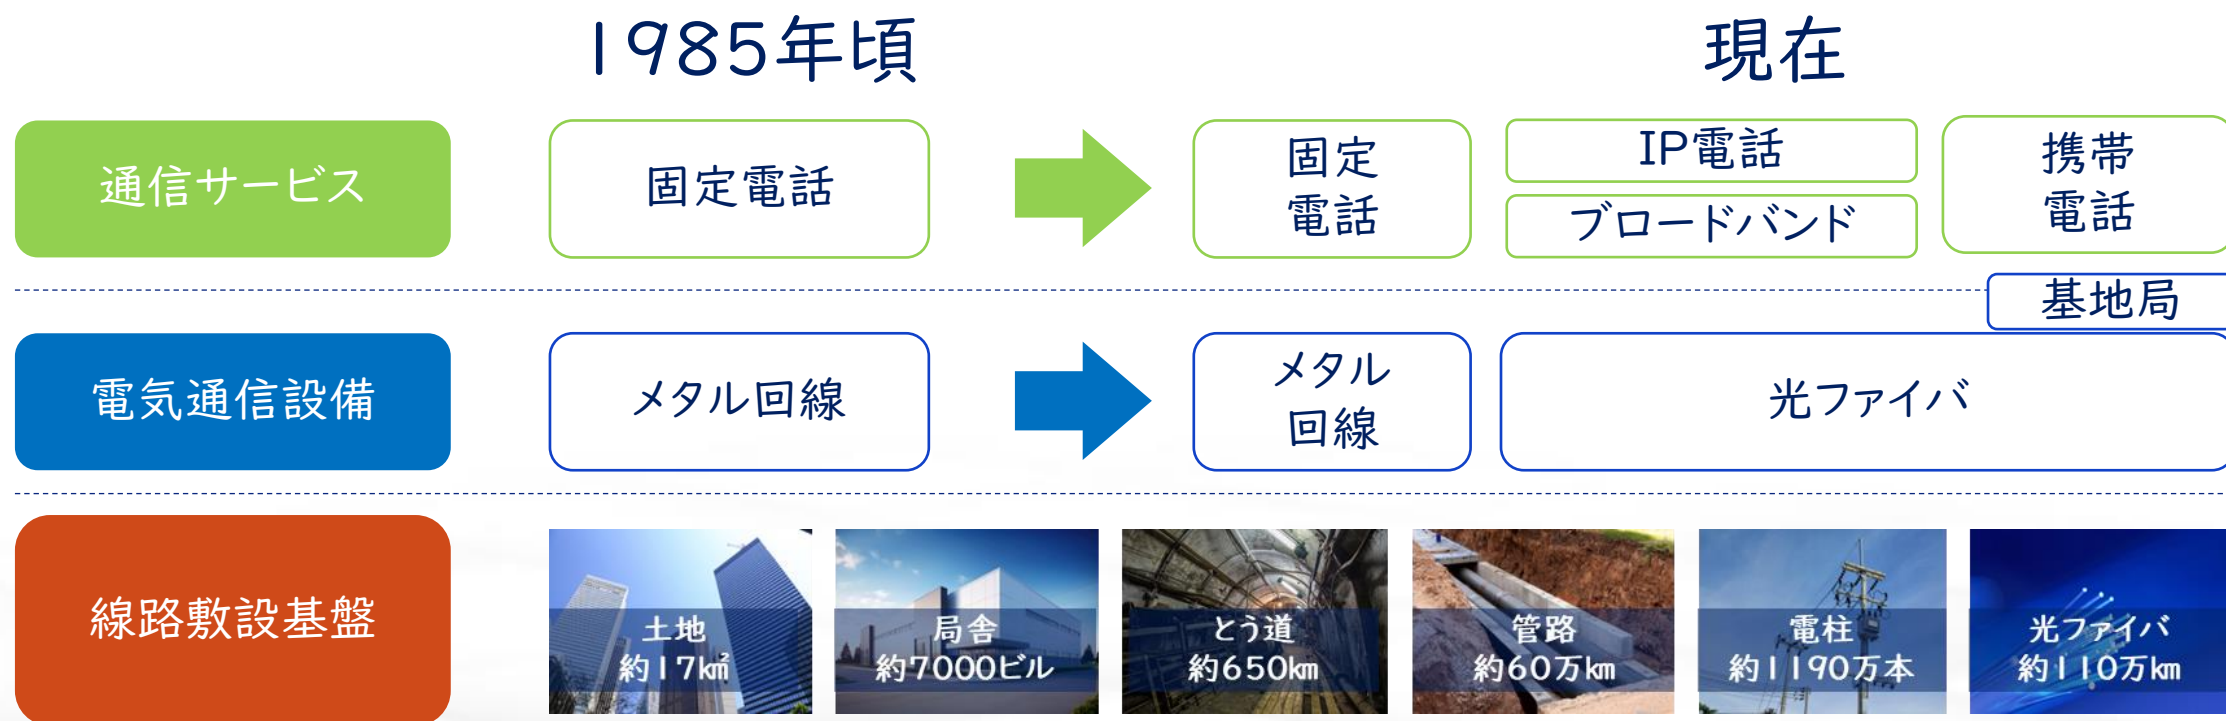 1985年頃
現在
通信サービス
固定電話
固定
電話
IP電話
ブロードバンド
携帯
電話
基地局
電気通信設備
メタル回線
メタル
回線
光ファイバ
線路敷設基盤
土地
約17㎢
局舎
約7000ビル
とう道
約650㎞
管路
約60万㎞
電柱
約1190万本
光ファイバ
約110万㎞